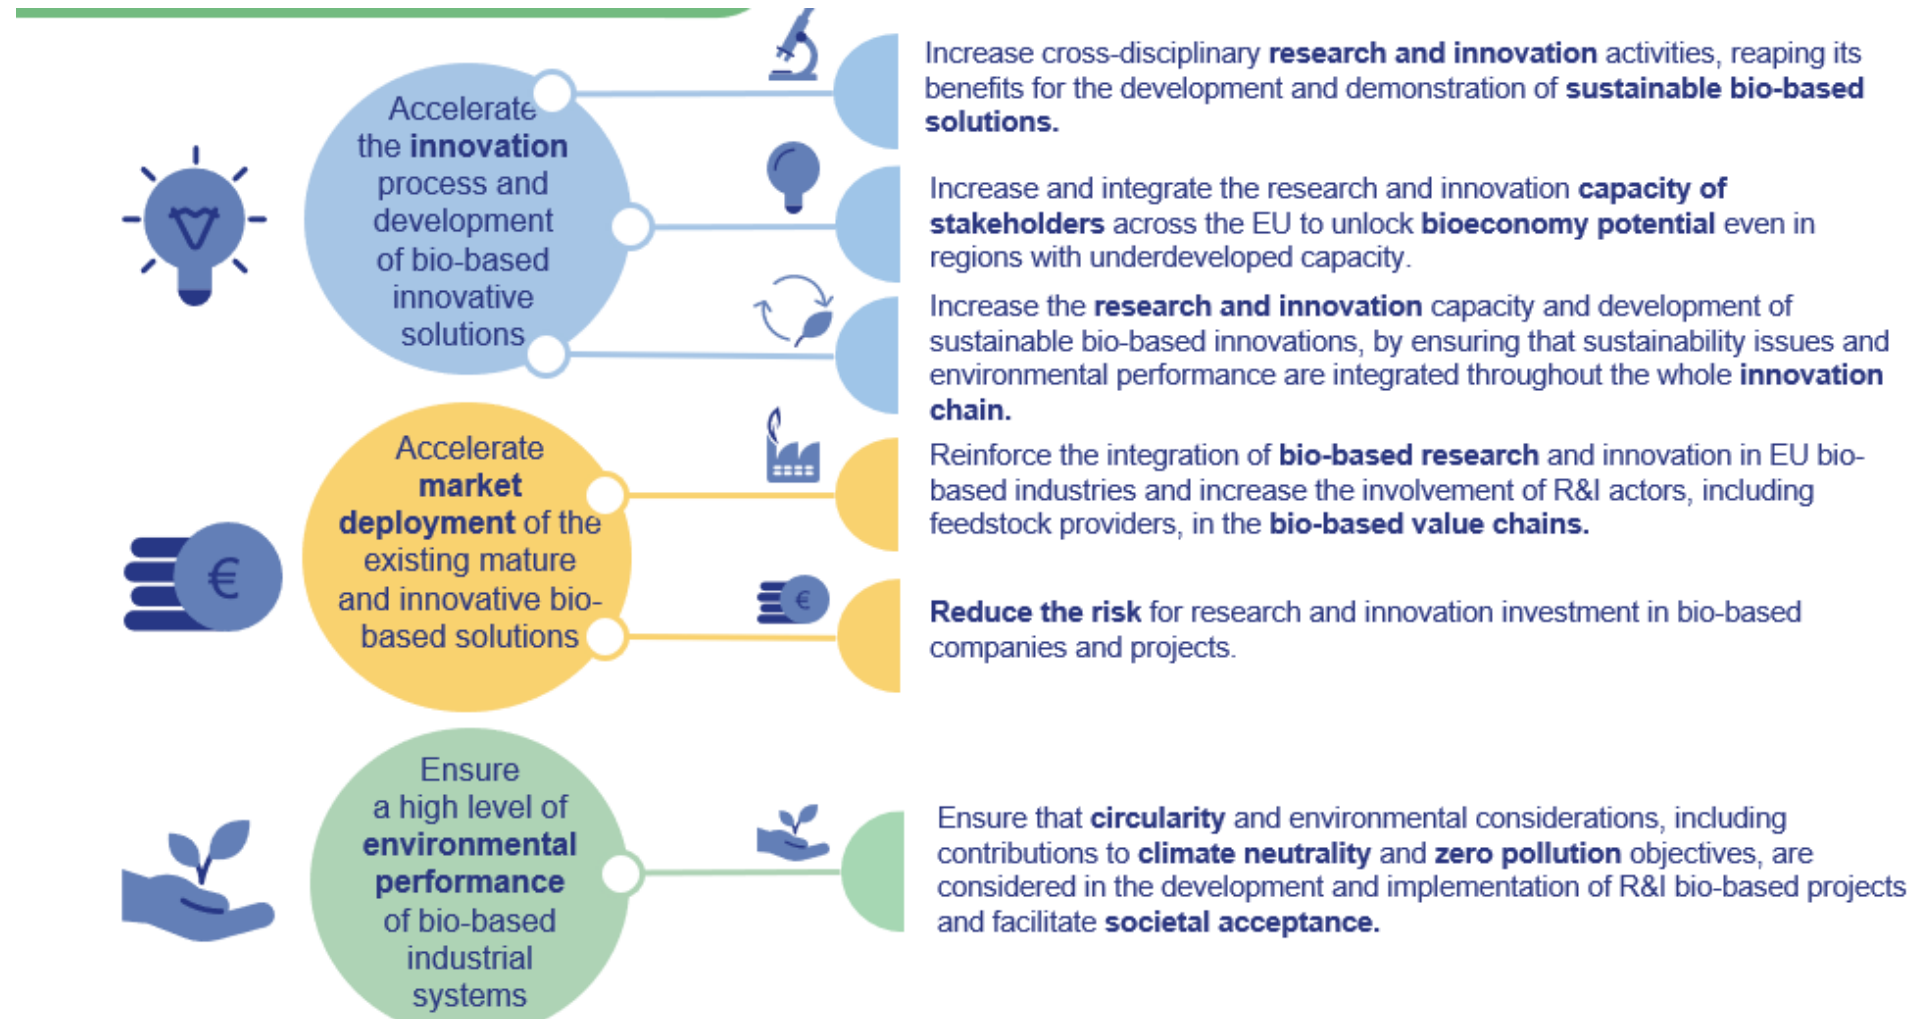 Accelerate
the innovation
process and
development
of bio-based
innovative
solutions
Increase cross-disciplinary research and innovation activities, reaping its
benefits for the development and demonstration of sustainable bio-based
solutions.
Increase and integrate the research and innovation capacity of
stakeholders across the EU to unlock bioeconomy potential even in
regions with underdeveloped capacity.
Increase the research and innovation capacity and development of
sustainable bio-based innovations, by ensuring that sustainability issues and
environmental performance are integrated throughout the whole innovation
chain.
Accelerate
market
deployment of the
existing mature
and innovative bio-
based solutions
€
€
Reinforce the integration of bio-based research and innovation in EU bio-
based industries and increase the involvement of R&I actors, including
feedstock providers, in the bio-based value chains.
Reduce the risk for research and innovation investment in bio-based
companies and projects.
Ensure
a high level of
environmental
performance
of bio-based
industrial
systems
Ensure that circularity and environmental considerations, including
contributions to climate neutrality and zero pollution objectives, are
considered in the development and implementation of R&I bio-based projects
and facilitate societal acceptance.